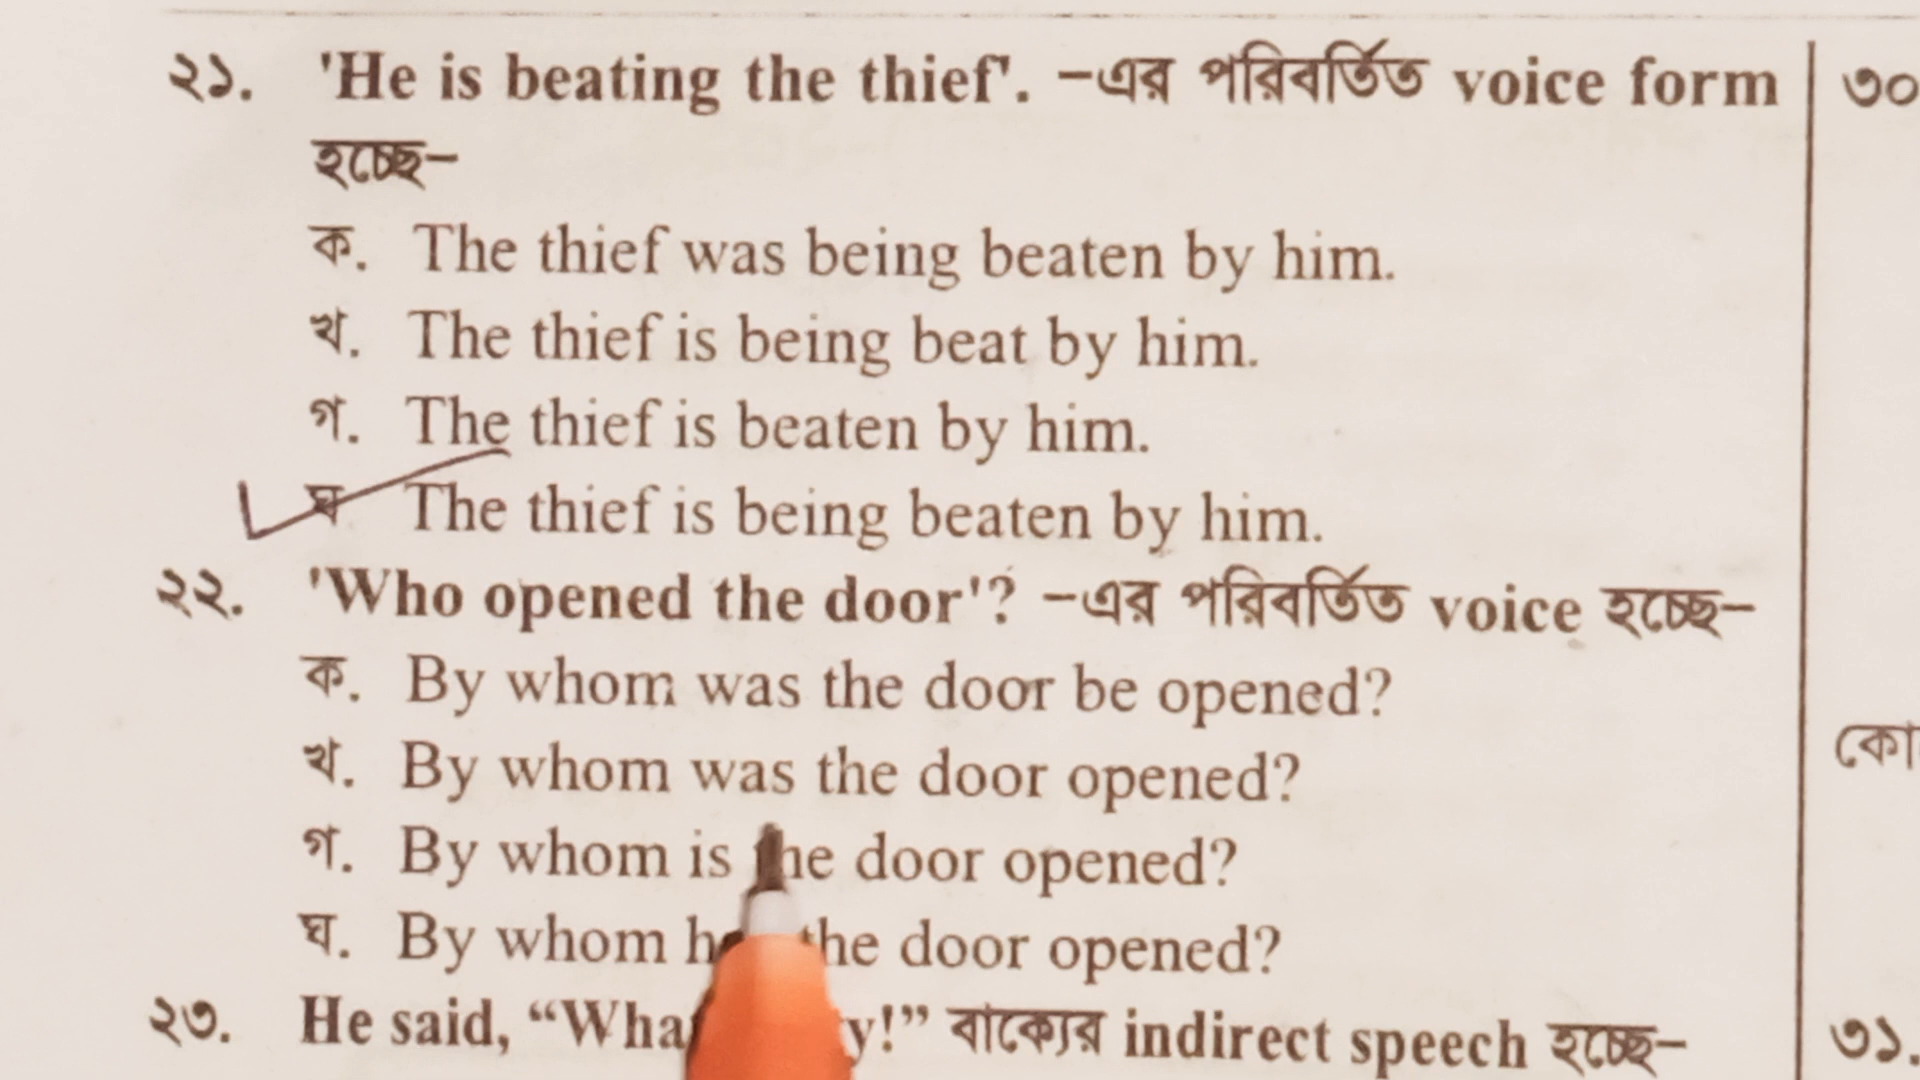 ২১. 'He is beating the thief'. –এর পরিবর্তিত voice form
হচ্ছে–
ক. The thief was being beaten by him.
খ. The thief is being beat by him.
গ. The thief is beaten by him.
ঘ The thief is being beaten by him.
২২. 'Who opened the door'? –এর পরিবর্তিত voice হচ্ছে–
ক. By whom was the door be opened?
খ. By whom was the door opened?
গ. By whom is the door opened?
ঘ. By whom the door opened?
২৩. He said, “ !” বাক্যের indirect speech হচ্ছে–
৩০
৩১.